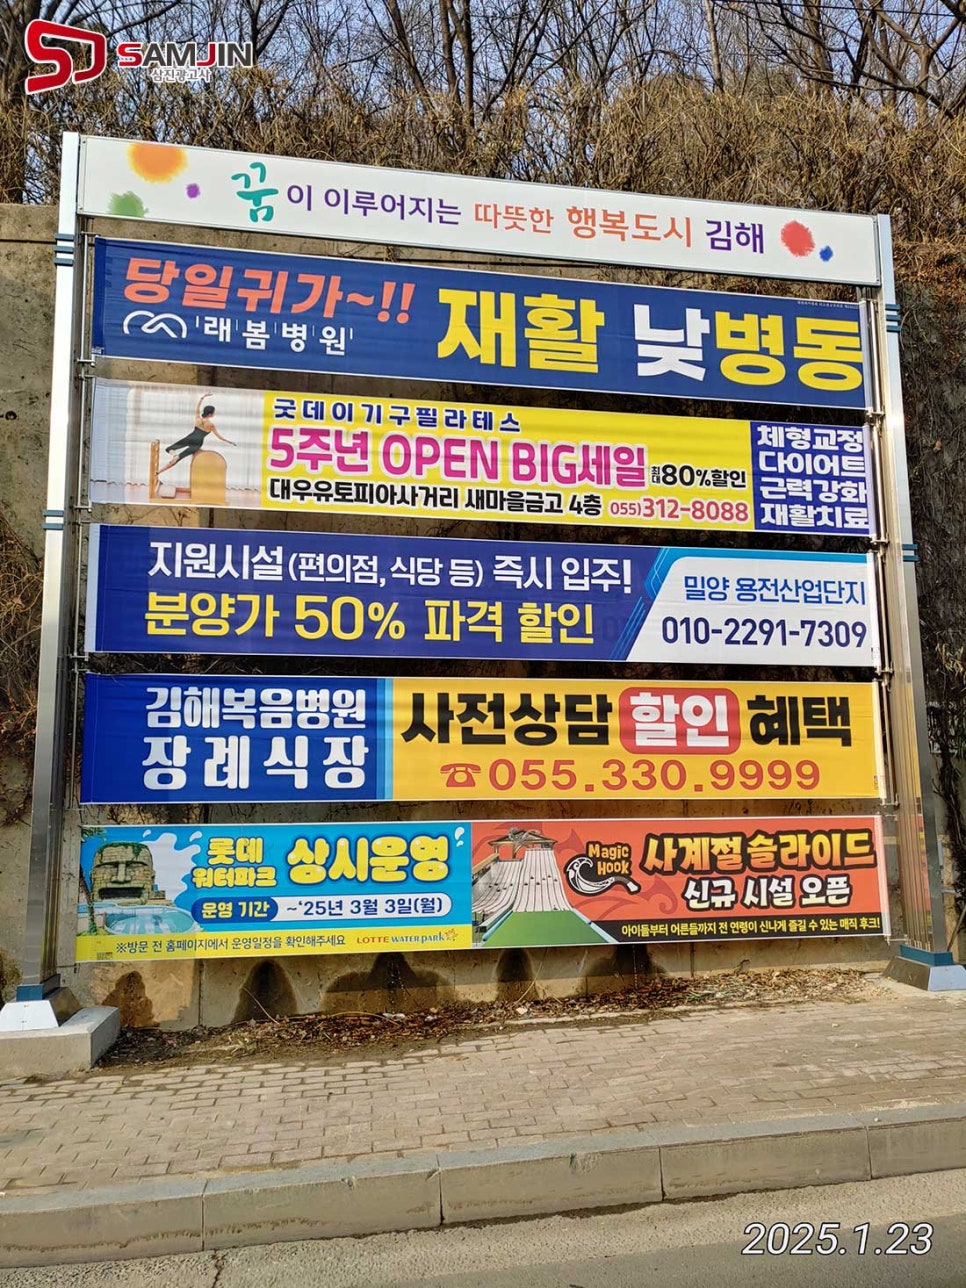 SJ SAMJIN
삼진광고사
꿈이 이루어지는 따뜻한 행복도시 김해
당일귀가~!!
래봄병원
재활 낮병동
굿데이기구필라테스
5주년 OPEN BIG세일 최대80%할인
대우유토피아사거리 새마을금고 4층 055)312-8088
체형교정
다이어트
근력강화
재활치료
지원시설(편의점, 식당 등) 즉시 입주!
분양가 50% 파격 할인
밀양 용전산업단지
010-2291-7309
김해복음병원
장례식장
사전상담 할인 혜택
☎055.330.9999
롯데
워터파크
상시운영
운영 기간 ~'25년 3월 3일(월)
※방문 전 홈페이지에서 운영일정을 확인해주세요 LOTTE WATER park
Magic
HOOK
사계절 슬라이드
신규 시설 오픈
아이들부터 어른들까지 전 연령이 신나게 즐길 수 있는 매직 후크!
2025.1.23